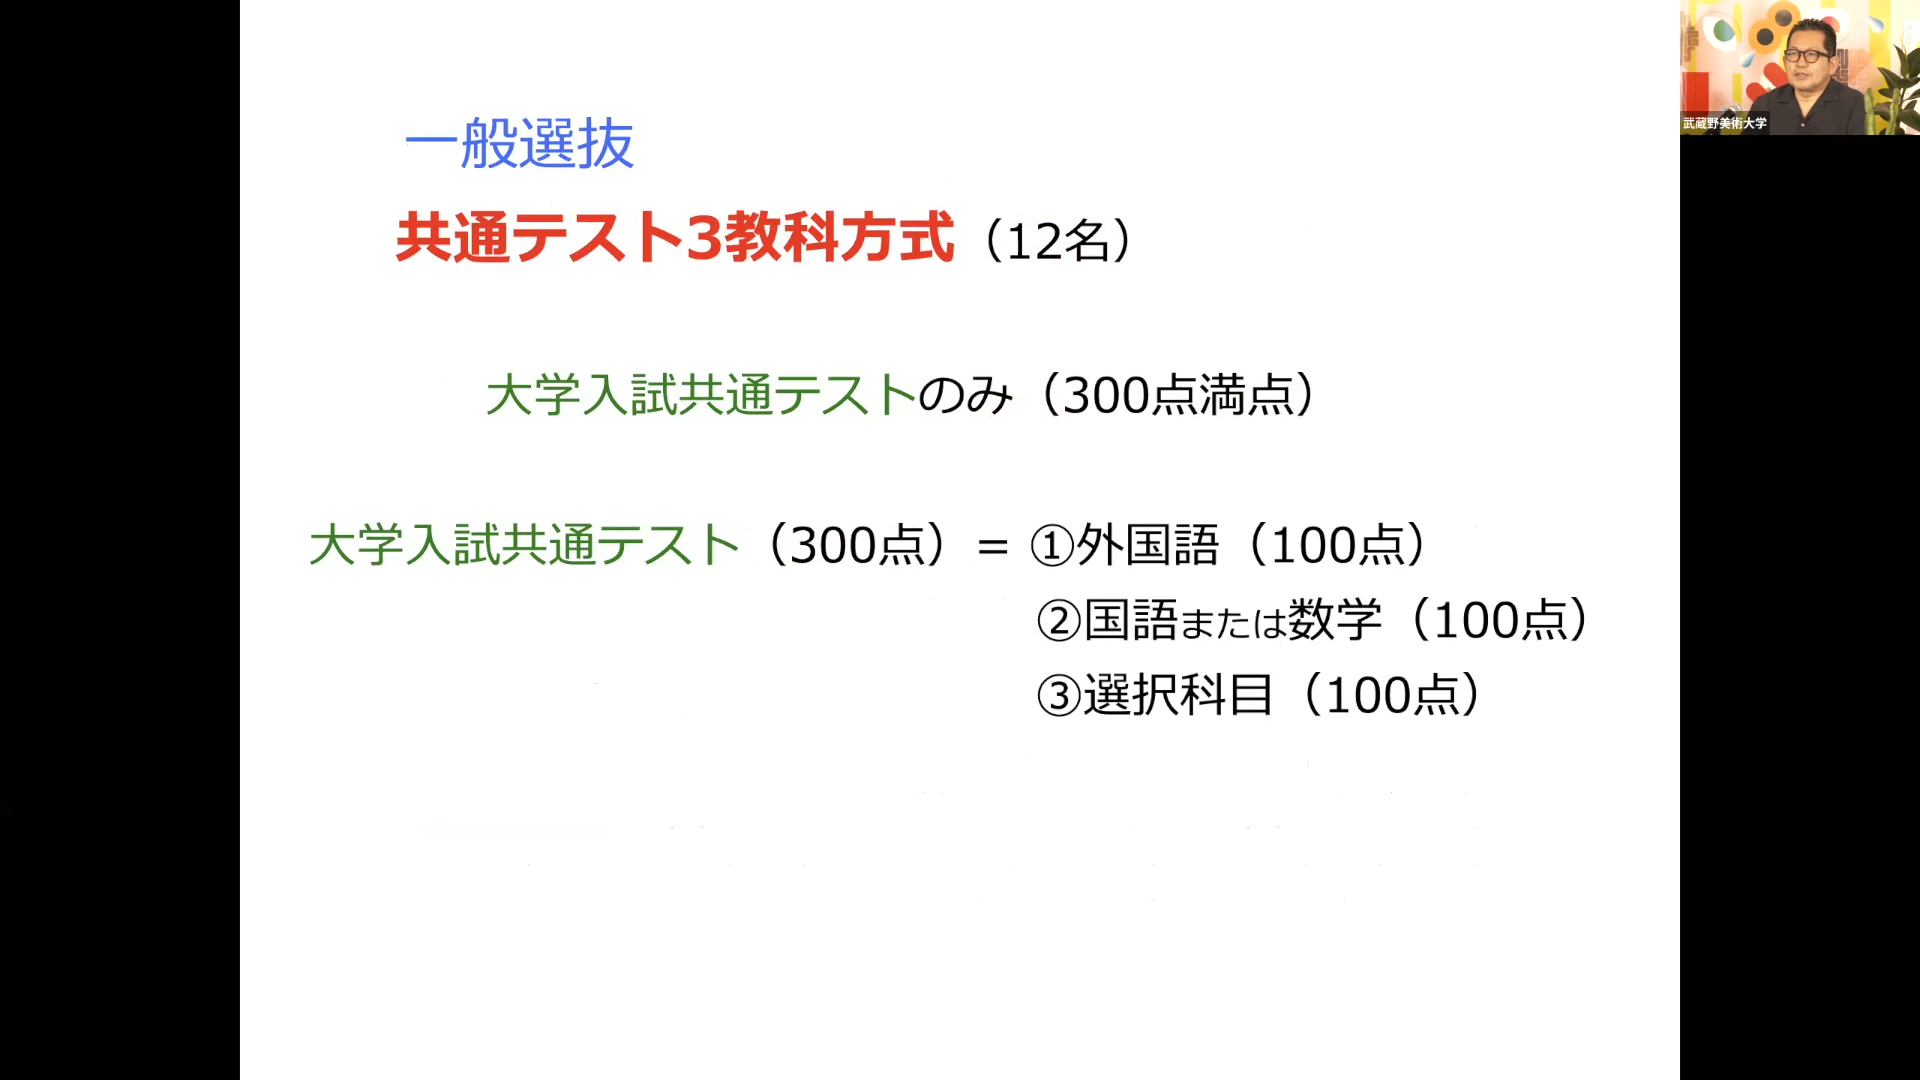 一般選抜
共通テスト3教科方式（12名）
大学入試共通テストのみ（300点満点）
大学入試共通テスト（300点）＝ ①外国語（100点）
②国語または数学（100点）
③選択科目（100点）
武蔵野美術大学